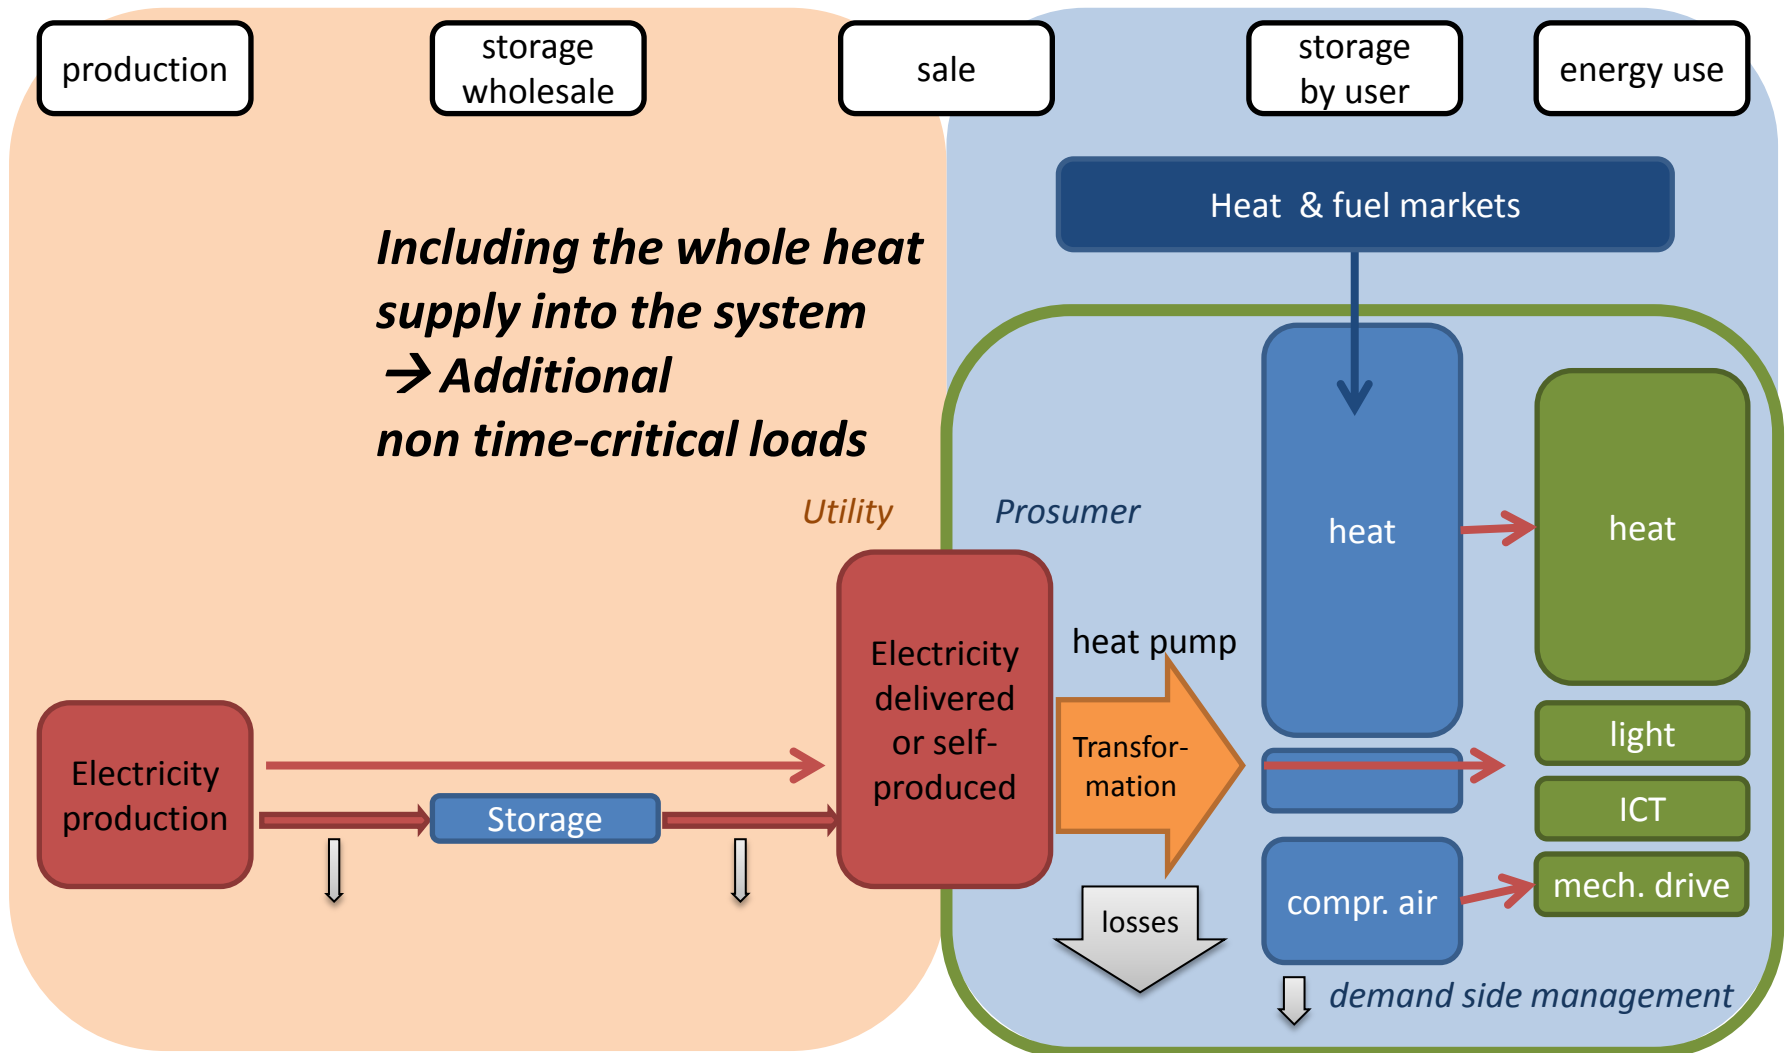 production
storage
wholesale
sale
storage
by user
energy use
Heat & fuel markets
Including the whole heat
supply into the system
→ Additional
non time-critical loads
Utility
Prosumer
heat
heat
heat pump
Electricity
delivered
or self-
produced
Transfor-
mation
light
Electricity
production
Storage
ICT
compr. air
mech. drive
losses
demand side management